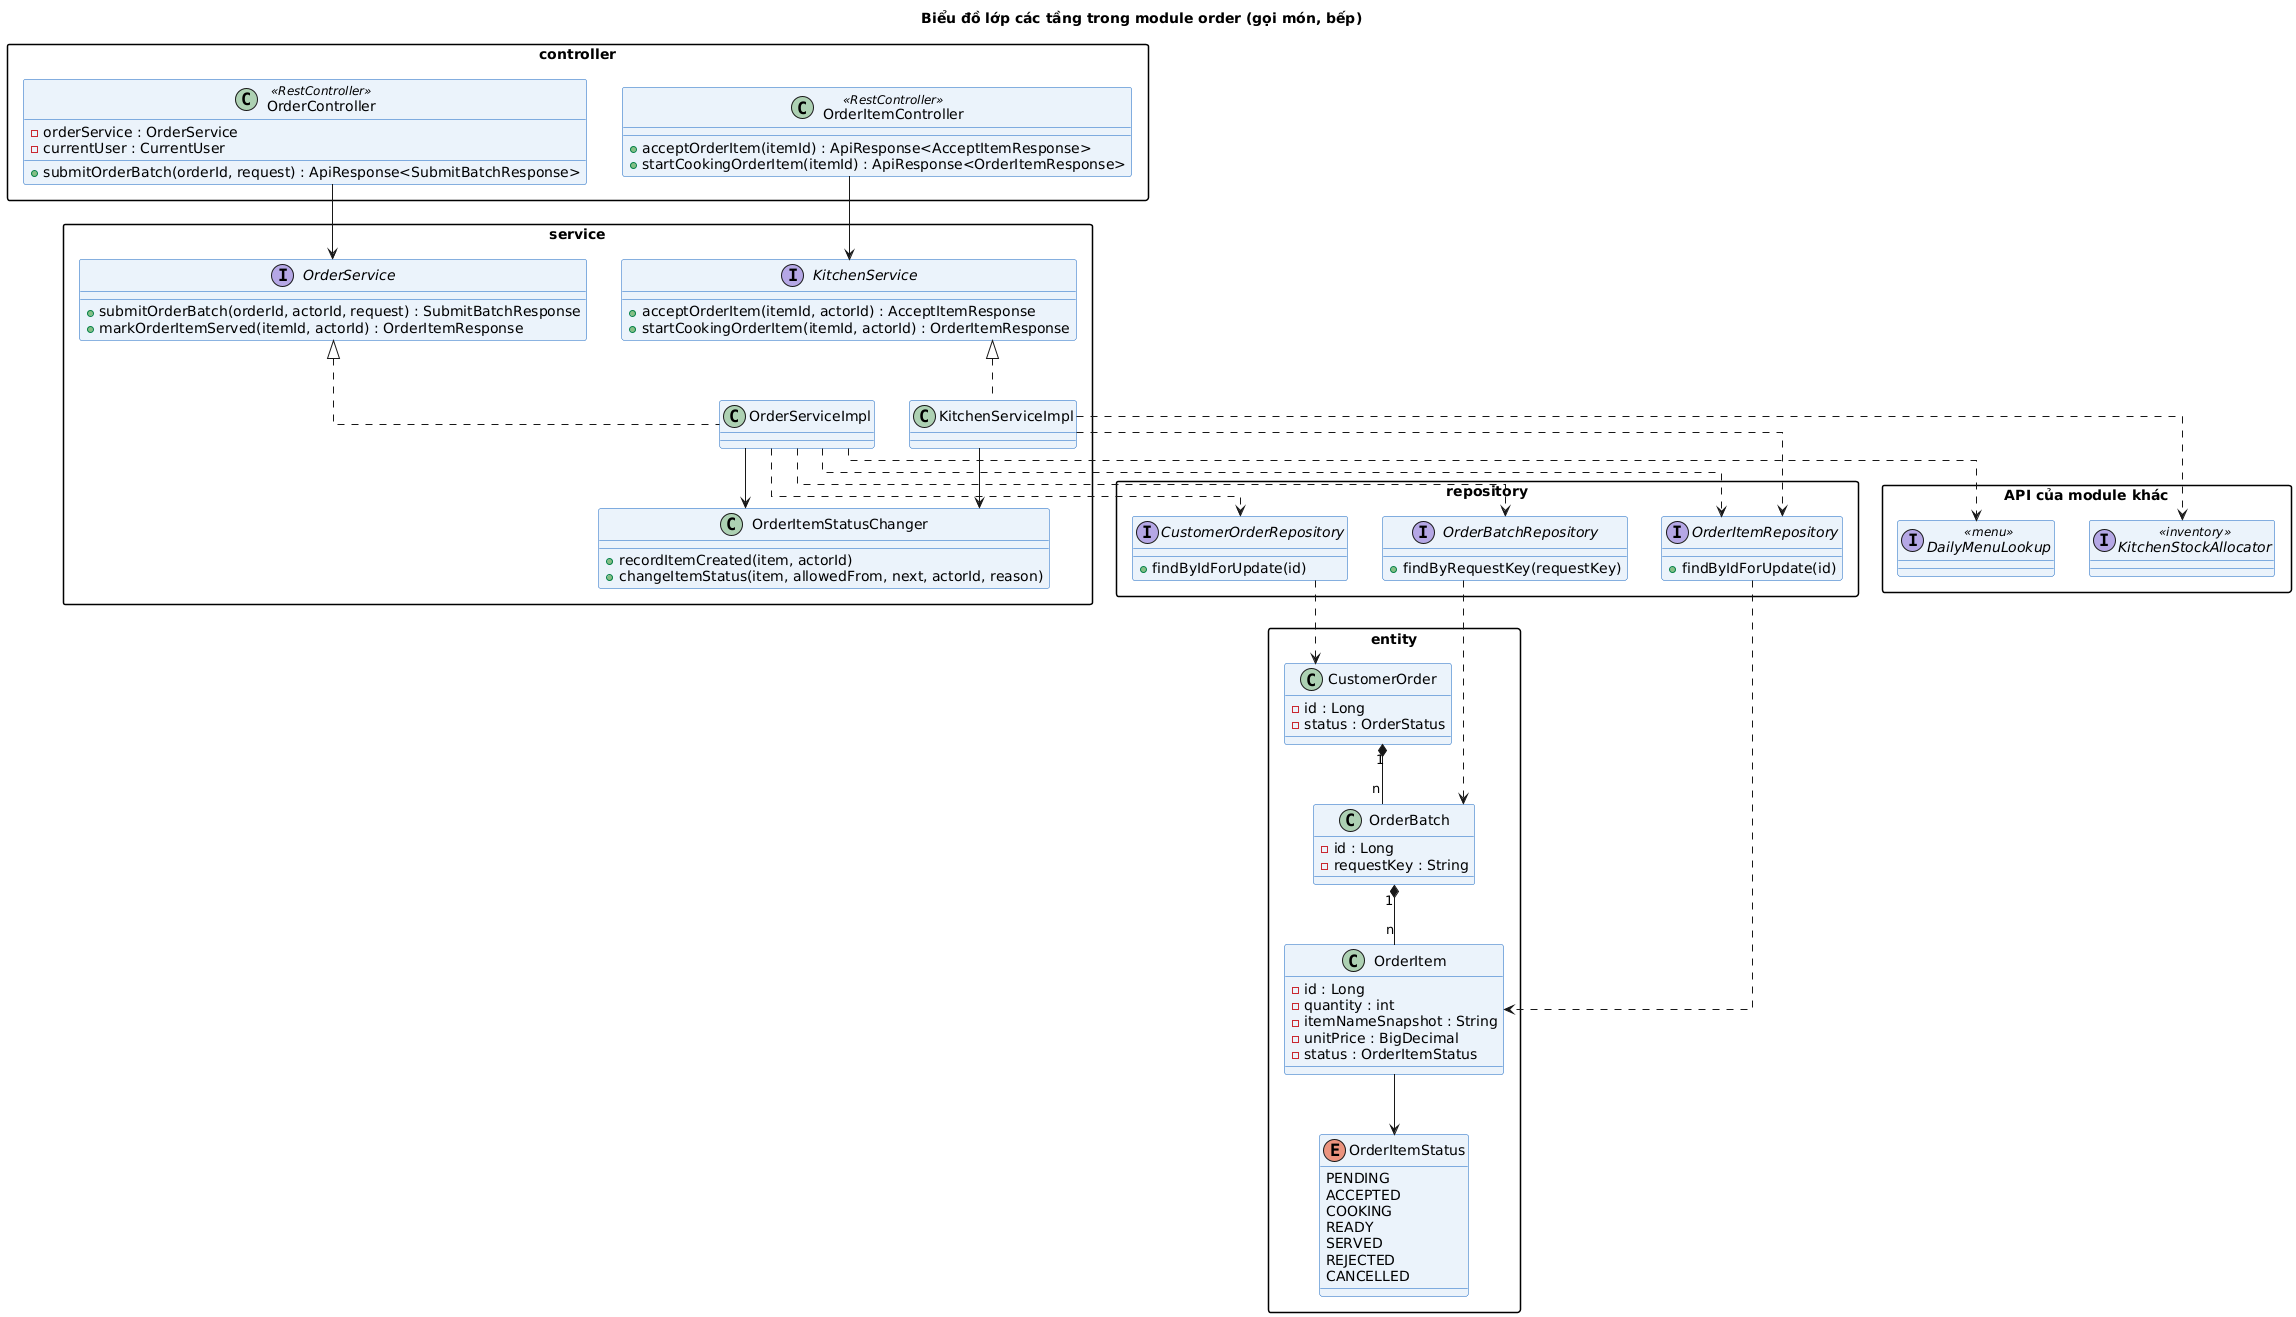 Biểu đồ lớp các tầng trong module order (gọi món, bếp)
controller
C
«RestController»
OrderController
orderService : OrderService
currentUser : CurrentUser
submitOrderBatch(orderId, request) : ApiResponse<SubmitBatchResponse>
C
«RestController»
OrderItemController
acceptOrderItem(itemId) : ApiResponse<AcceptItemResponse>
startCookingOrderItem(itemId) : ApiResponse<OrderItemResponse>
service
I
OrderService
submitOrderBatch(orderId, actorId, request) : SubmitBatchResponse
markOrderItemServed(itemId, actorId) : OrderItemResponse
I
KitchenService
acceptOrderItem(itemId, actorId) : AcceptItemResponse
startCookingOrderItem(itemId, actorId) : OrderItemResponse
C
OrderServiceImpl
C
KitchenServiceImpl
C
OrderItemStatusChanger
recordItemCreated(item, actorId)
changeItemStatus(item, allowedFrom, next, actorId, reason)
repository
I
CustomerOrderRepository
findByIdForUpdate(id)
I
OrderBatchRepository
findByRequestKey(requestKey)
I
OrderItemRepository
findByIdForUpdate(id)
API của module khác
I
«menu»
DailyMenuLookup
I
«inventory»
KitchenStockAllocator
entity
C
CustomerOrder
id : Long
status : OrderStatus
1
n
C
OrderBatch
id : Long
requestKey : String
1
n
C
OrderItem
id : Long
quantity : int
itemNameSnapshot : String
unitPrice : BigDecimal
status : OrderItemStatus
E
OrderItemStatus
PENDING
ACCEPTED
COOKING
READY
SERVED
REJECTED
CANCELLED